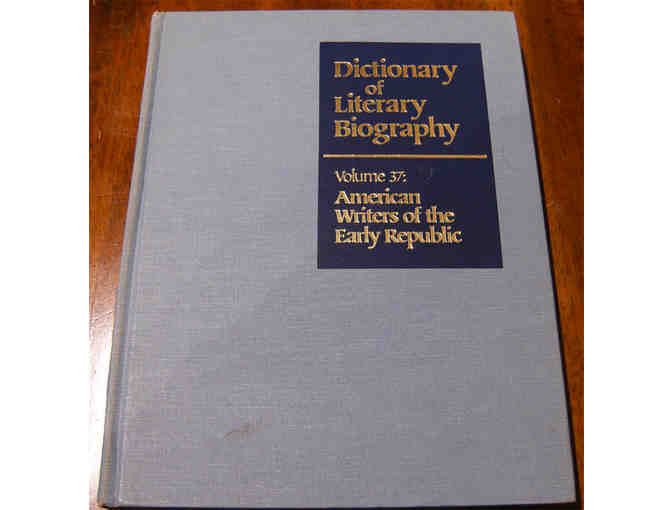 Dictionary
of
Literary
Biography
Volume 37:
American
Writers of the
Early Republic